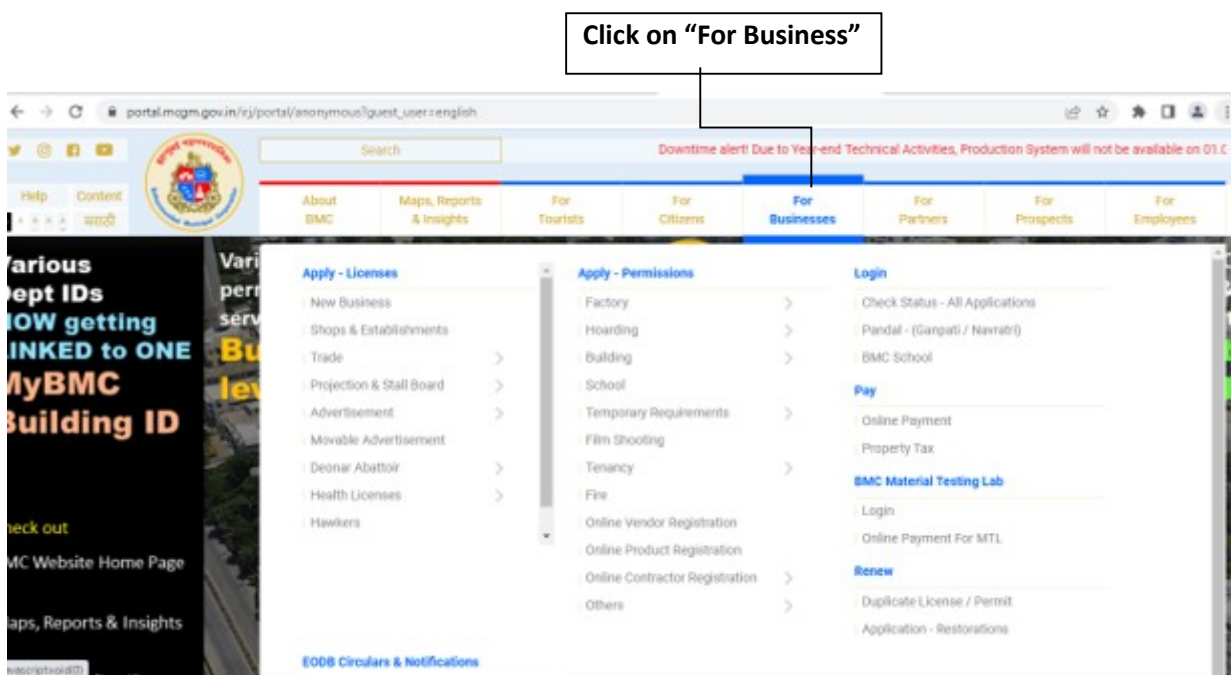 Click on “For Business”
portal.mcgm.gov.in/irj/portal/anonymous?guest_user=english
Search
Downtime alert! Due to Year-end Technical Activities, Production System will not be available on 01.0
Help
Content
मराठी
About
BMC
Maps, Reports
& Insights
For
Tourists
For
Citizens
For
Businesses
For
Partners
For
Prospects
For
Employees
Various
Dept IDs
NOW getting
LINKED to ONE
MyBMC
Building ID
heck out
MC Website Home Page
aps, Reports & Insights
Vari
perr
serv
Bu
lev
Apply - Licenses
New Business
Shops & Establishments
Trade
Projection & Stall Board
Advertisement
Movable Advertisement
Deonar Abattoir
Health Licenses
Hawkers
EODB Circulars & Notifications
Apply - Permissions
Factory
Hoarding
Building
School
Temporary Requirements
Film Shooting
Tenancy
Fire
Online Vendor Registration
Online Product Registration
Online Contractor Registration
Others
Login
Check Status - All Applications
Pandal - (Ganpati / Navratri)
BMC School
Pay
Online Payment
Property Tax
BMC Material Testing Lab
Login
Online Payment For MTL
Renew
Duplicate License / Permit
Application - Restorations